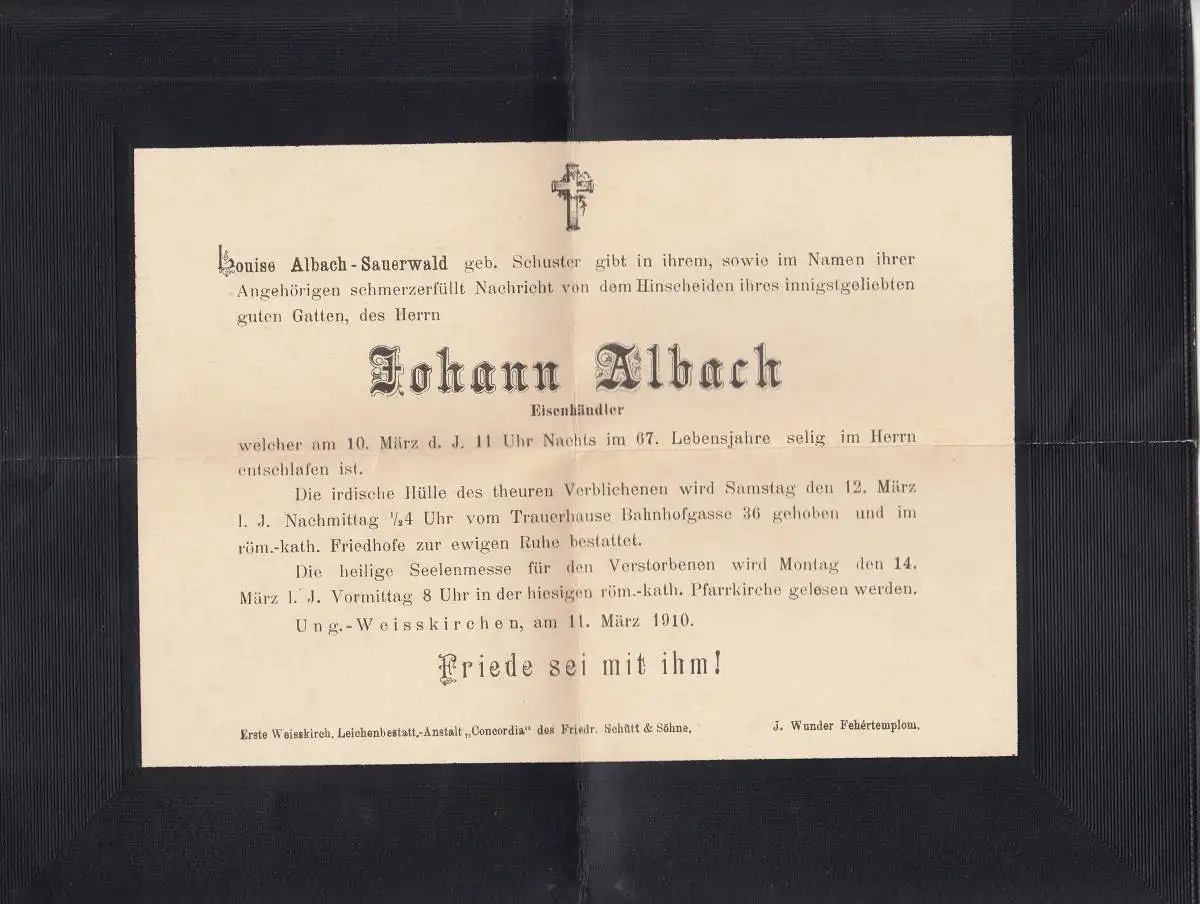 Louise Albach-Sauerwald geb. Schuster gibt in ihrem, sowie im Namen ihrer
Angehörigen schmerzerfüllt Nachricht von dem Hinscheiden ihres innigstgeliebten
guten Gatten, des Herrn
Johann Albach
Eisenhändler
welcher am 10. März d. J. 11 Uhr Nachts im 67. Lebensjahre selig im Herrn
entschlafen ist.
Die irdische Hülle des theuren Verblichenen wird Samstag den 12. März
l. J. Nachmittag ½4 Uhr vom Trauerhause Bahnhofgasse 36 gehoben und im
röm.-kath. Friedhofe zur ewigen Ruhe bestattet.
Die heilige Seelenmesse für den Verstorbenen wird Montag den 14.
März l. J. Vormittag 8 Uhr in der hiesigen röm.-kath. Pfarrkirche gelesen werden.
Ung.-Weisskirchen, am 11. März 1910.
Friede sei mit ihm!
Erste Weisskirch. Leichenbestatt.-Anstalt „Concordia“ des Friedr. Schütt & Söhne.
J. Wunder Fehértemplom.